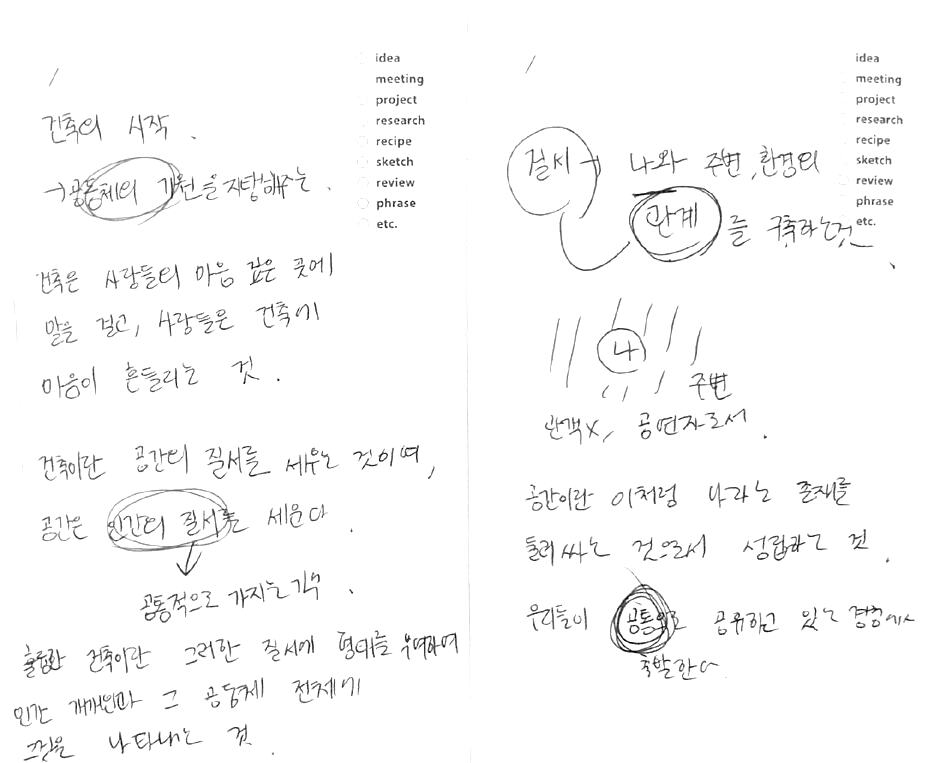 /
idea
meeting
project
research
recipe
sketch
review
phrase
etc.
건축의 시작.
→공동체의 기원을 지탱해주는.
건축은 사람들의 마음 깊은 곳에
말을 걸고, 사람들은 건축에
마음이 흔들리는 것.
건축이란 공간의 질서를 세우는 것이며,
공간은 인간의 질서를 세운다.
공통적으로 가지는 기억.
훌륭한 건축이란 그러한 질서에 형태를 부여하여
인간 개개인과 그 공동체 전체에
그것을 나타내는 것.
/
idea
meeting
project
research
recipe
sketch
review
phrase
etc.
질서 → 나와 주변, 환경의
관계를 구축하는것.
나
주변
관객x, 공연자로서.
공간이란 이처럼 나라는 존재를
둘러싸는 것으로서 성립하는 것.
우리들이 공통으로 공유하고 있는 경험에서
촉발한다.